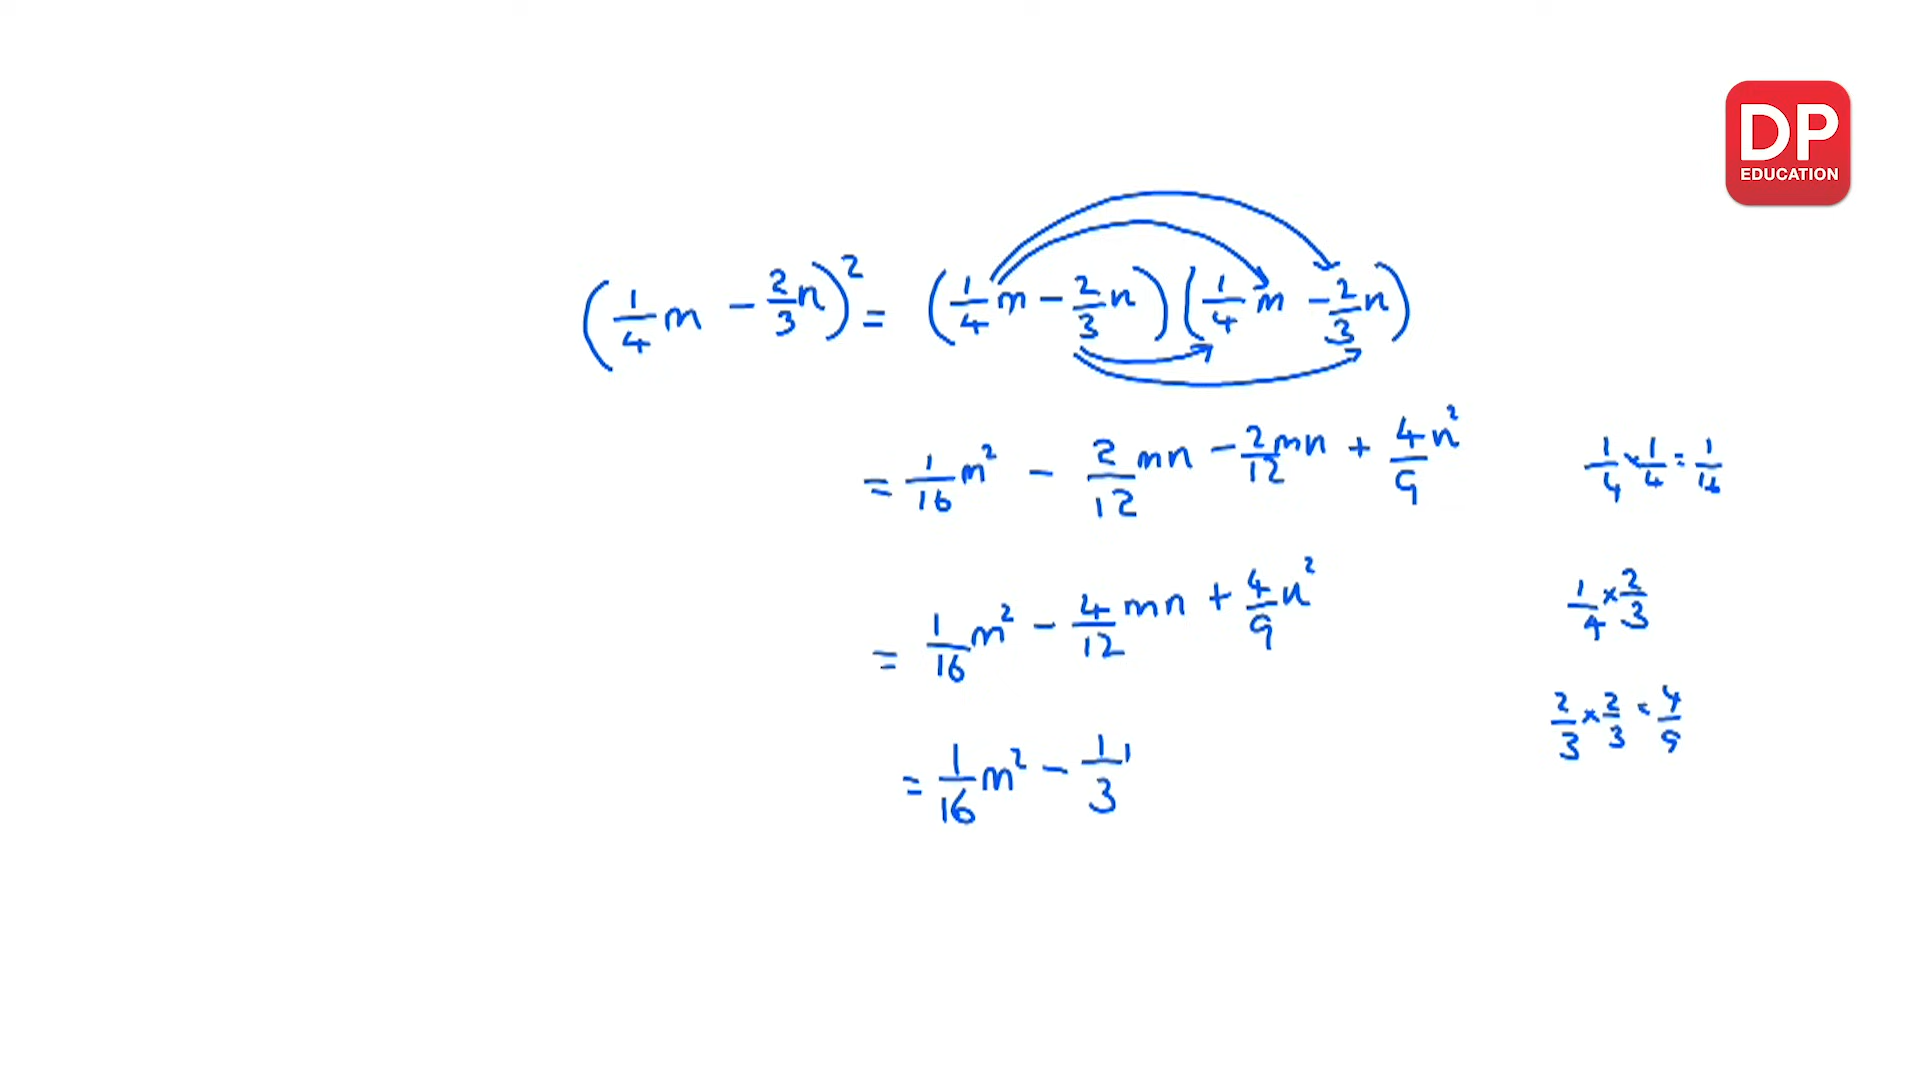 DP
EDUCATION
(1/4 m - 2/3 n)² = (1/4 m - 2/3 n)(1/4 m - 2/3 n)
= 1/16 m² - 2/12 mn - 2/12 mn + 4/9 n²
1/4 × 1/4 = 1/16
= 1/16 m² - 4/12 mn + 4/9 n²
1/4 × 2/3
2/3 × 2/3 = 4/9
= 1/16 m² - 1/3